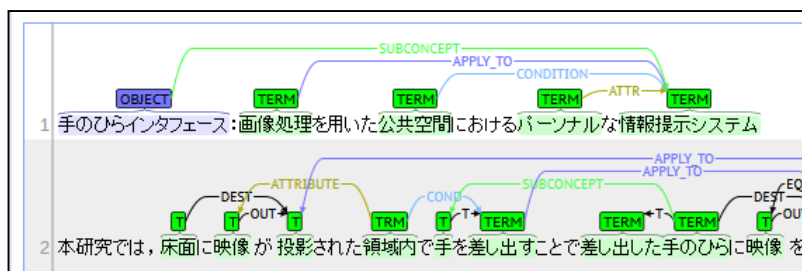 SUBCONCEPT
APPLY_TO
CONDITION
OBJECT TERM TERM TERM ATTR TERM
1 手のひらインタフェース:画像処理を用いた公共空間におけるパーソナルな情報提示システム
APPLY_TO
APPLY_TO
ATTRIBUTE SUBCONCEPT EQ
DEST COND DEST
T T OUT T TRM T T TERM TERM T TERM T OU
2 本研究では,床面に映像 が 投影された領域内で手を差し出すことで差し出した手のひらに映像 を